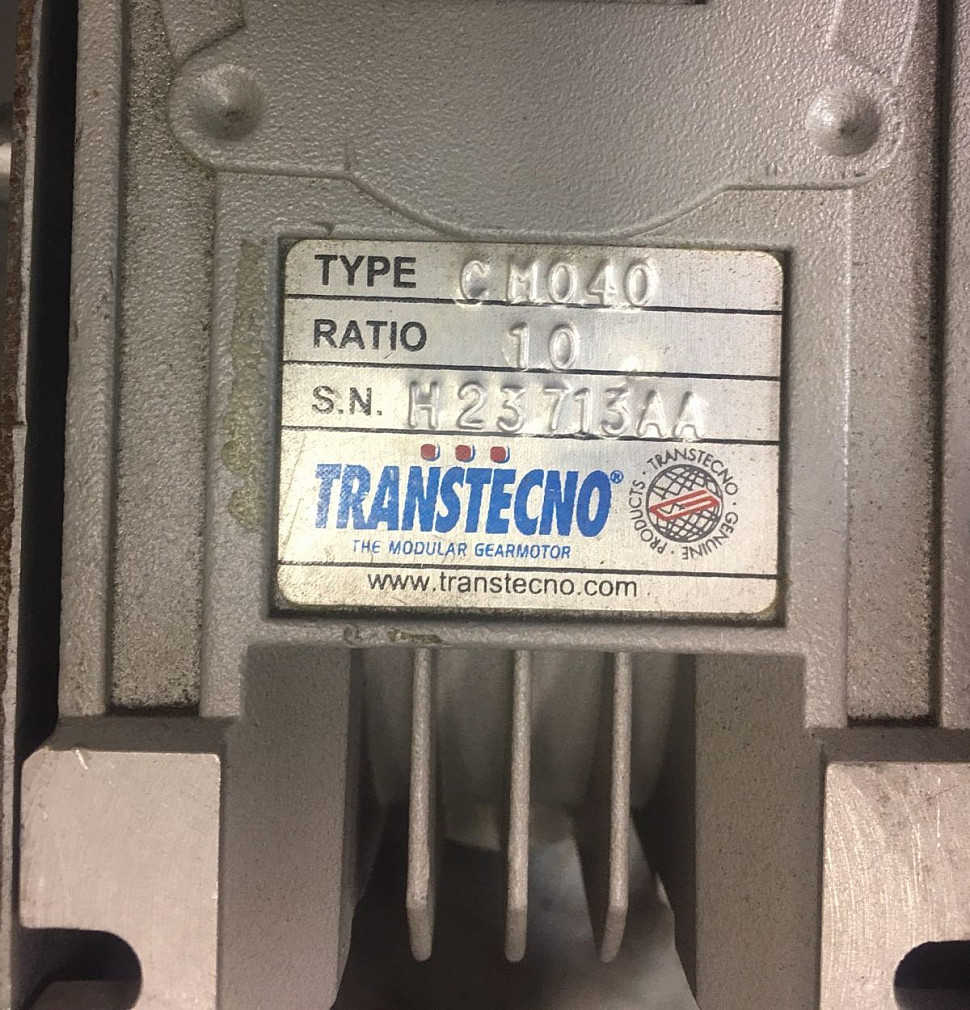 TYPE CM040
RATIO 10
S.N. H23713AA
TRANSTECNO®
THE MODULAR GEARMOTOR
TRANSTECNO · GENUINE · PRODUCTS ·
www.transtecno.com